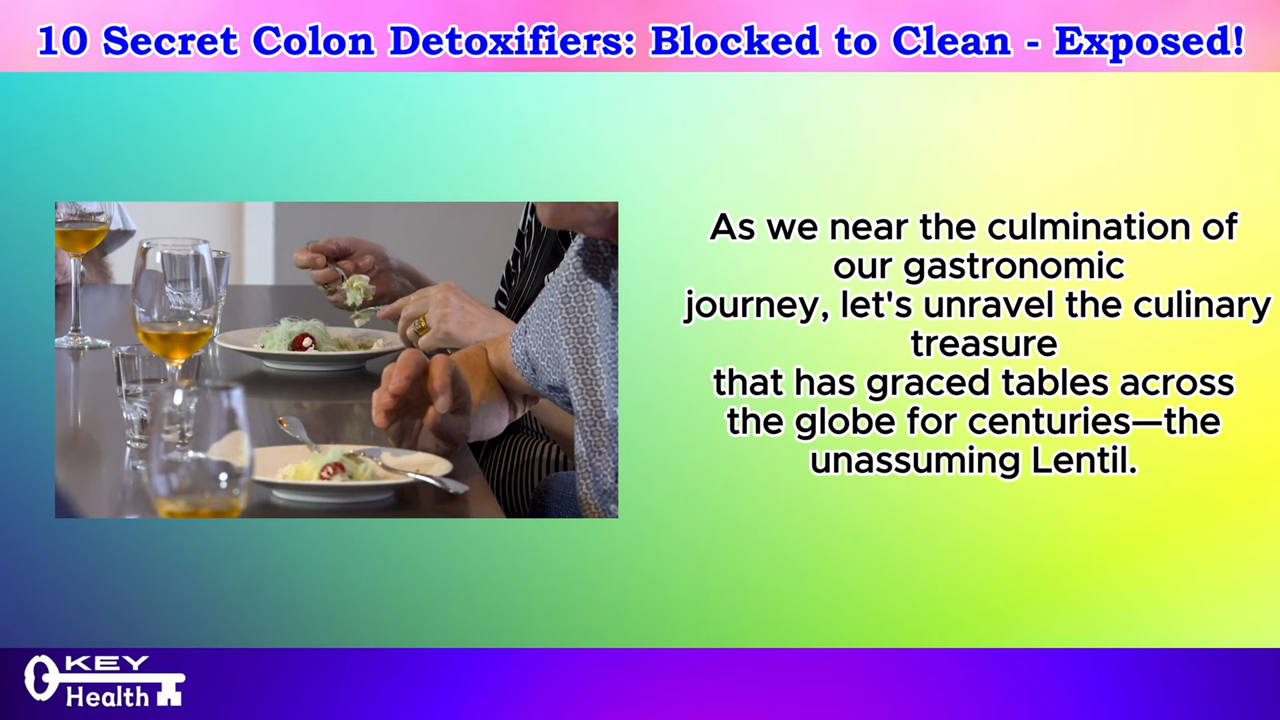 10 Secret Colon Detoxifiers: Blocked to Clean - Exposed!
As we near the culmination of
our gastronomic
journey, let's unravel the culinary
treasure
that has graced tables across
the globe for centuries—the
unassuming Lentil.
KEY
Health